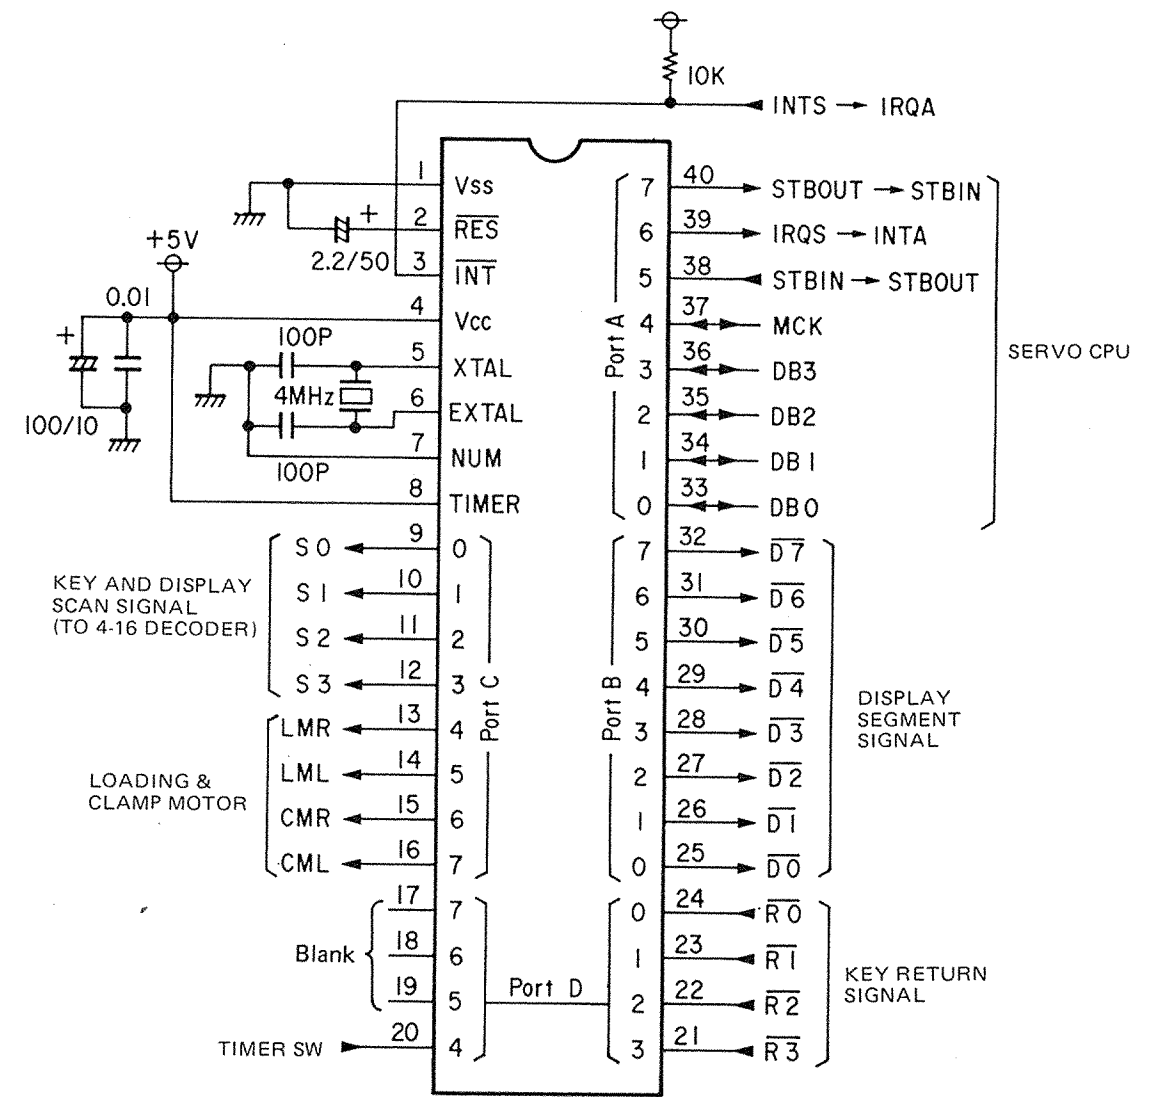 10K
INTS → IRQA
1 Vss
2 RES
2.2/50 +
3 INT
+5V
0.01
4 Vcc
+
100/10
100P
5 XTAL
4MHz
6 EXTAL
7 NUM
100P
8 TIMER
KEY AND DISPLAY
SCAN SIGNAL
(TO 4-16 DECODER)
S0 9 0
S1 10 1
S2 11 2
S3 12 3
LOADING &
CLAMP MOTOR
LMR 13 4
LML 14 5
CMR 15 6
CML 16 7
Port C
Blank
17 7
18 6
19 5
TIMER SW 20 4
Port D
Port A
7 40 STBOUT → STBIN
6 39 IRQS → INTA
5 38 STBIN → STBOUT
4 37 MCK
3 36 DB3
2 35 DB2
1 34 DB1
0 33 DB0
SERVO CPU
Port B
7 32 D7
6 31 D6
5 30 D5
4 29 D4
3 28 D3
2 27 D2
1 26 D1
0 25 D0
DISPLAY
SEGMENT
SIGNAL
0 24 R0
1 23 R1
2 22 R2
3 21 R3
KEY RETURN
SIGNAL